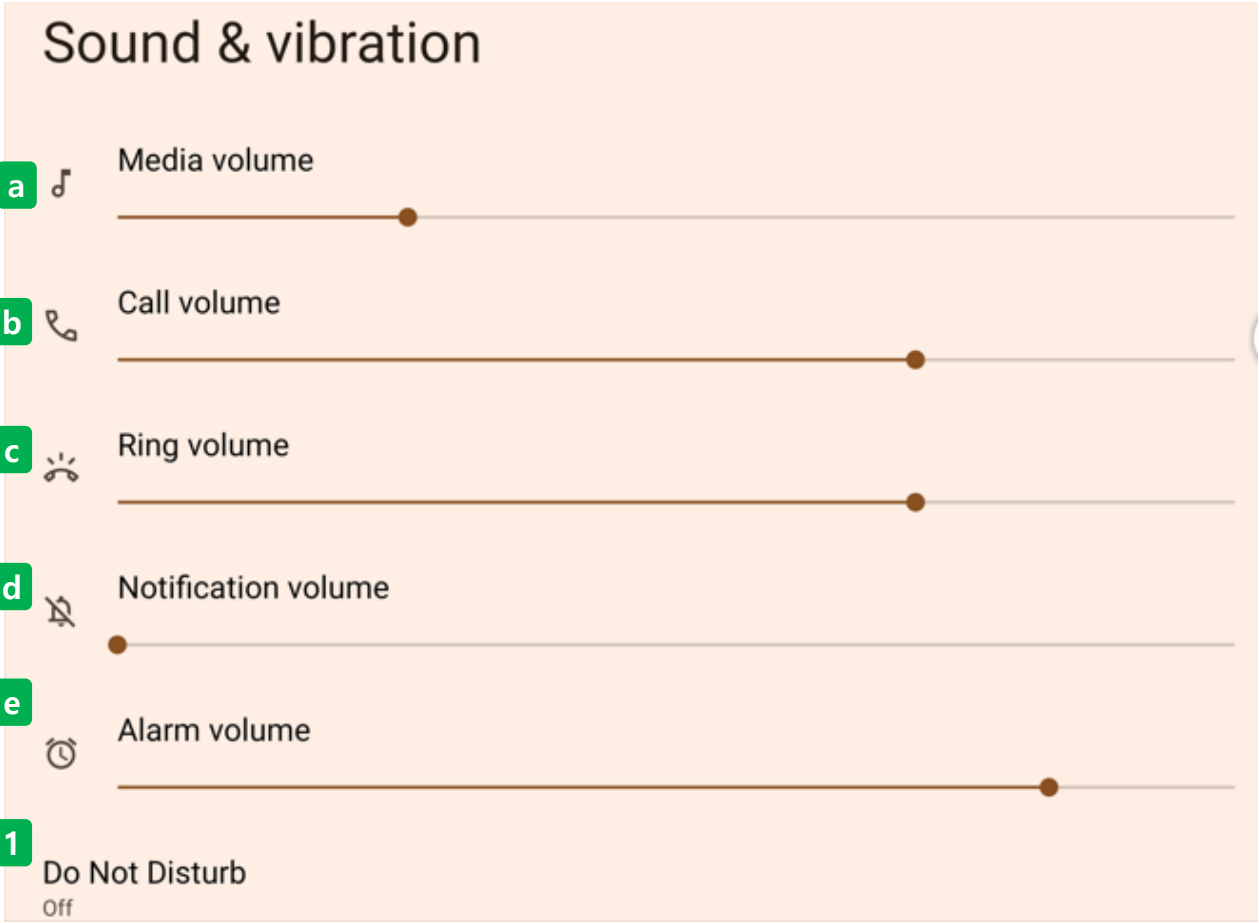 Sound & vibration
a
Media volume
b
Call volume
c
Ring volume
d
Notification volume
e
Alarm volume
1
Do Not Disturb
Off